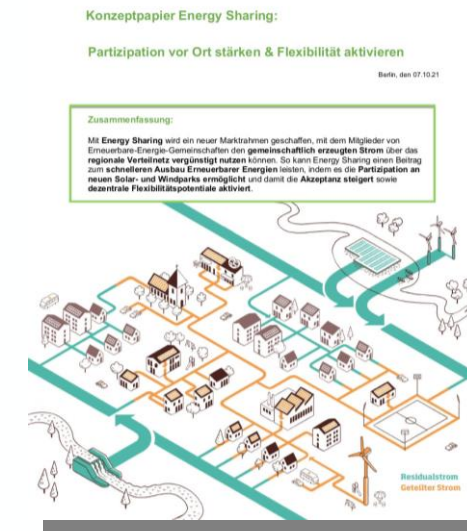 Konzeptpapier Energy Sharing:
Partizipation vor Ort stärken & Flexibilität aktivieren
Berlin, den 07.10.21
Zusammenfassung:
Mit Energy Sharing wird ein neuer Marktrahmen geschaffen, mit dem Mitglieder von
Erneuerbare-Energie-Gemeinschaften den gemeinschaftlich erzeugten Strom über das
regionale Verteilnetz vergünstigt nutzen können. So kann Energy Sharing einen Beitrag
zum schnelleren Ausbau Erneuerbarer Energien leisten, indem es die Partizipation an
neuen Solar- und Windparks ermöglicht und damit die Akzeptanz steigert sowie
dezentrale Flexibilitätspotentiale aktiviert.
Residualstrom
Geteilter Strom